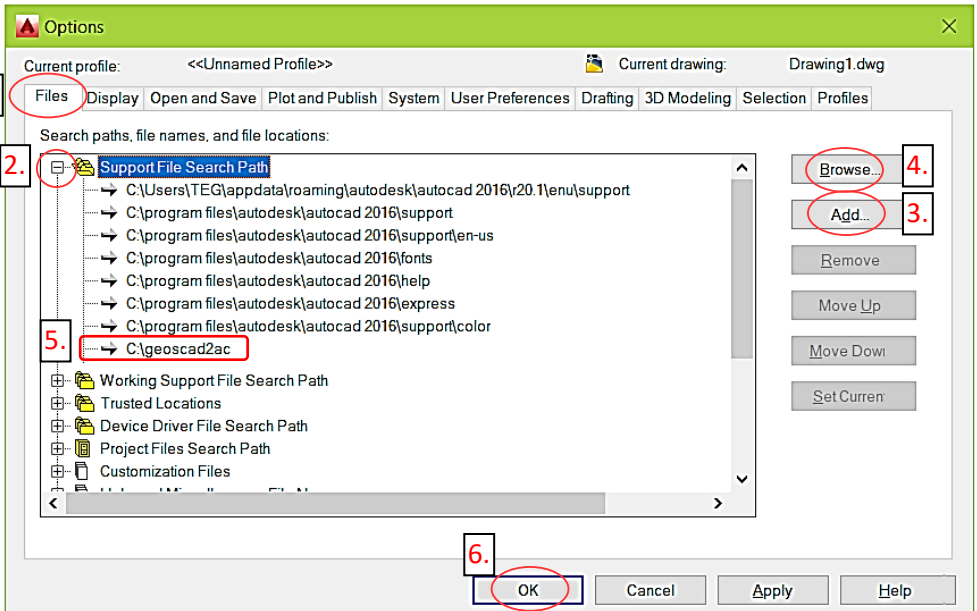 Options
Current profile: <<Unnamed Profile>> Current drawing: Drawing1.dwg
Files Display Open and Save Plot and Publish System User Preferences Drafting 3D Modeling Selection Profiles
Search paths, file names, and file locations:
2. Support File Search Path
Browse... 4.
C:\Users\TEG\appdata\roaming\autodesk\autocad 2016\r20.1\enu\support
C:\program files\autodesk\autocad 2016\support
Add... 3.
C:\program files\autodesk\autocad 2016\support\en-us
C:\program files\autodesk\autocad 2016\fonts
Remove
C:\program files\autodesk\autocad 2016\help
C:\program files\autodesk\autocad 2016\express
Move Up
C:\program files\autodesk\autocad 2016\support\color
5. C:\geoscad2ac
Move Dow
Working Support File Search Path
Trusted Locations
Set Curren
Device Driver File Search Path
Project Files Search Path
Customization Files
6.
OK Cancel Apply Help